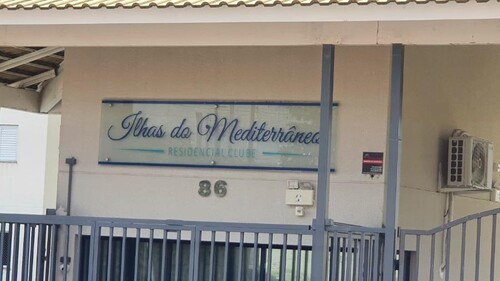 Ilhas do Mediterrâneo
RESIDENCIAL CLUBE
86